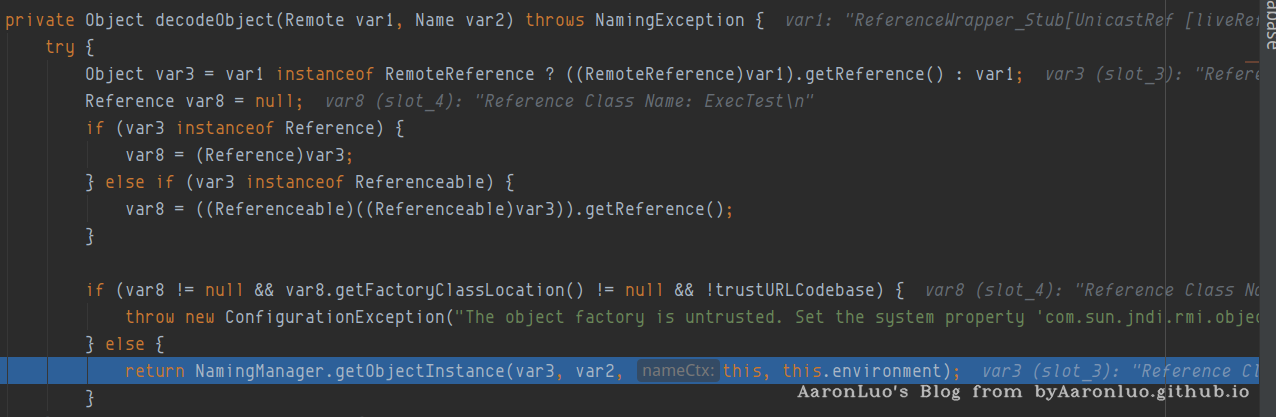 private Object decodeObject(Remote var1, Name var2) throws NamingException {  var1: "ReferenceWrapper_Stub[UnicastRef [liveRef
try {
Object var3 = var1 instanceof RemoteReference ? ((RemoteReference)var1).getReference() : var1;  var3 (slot_3): "Refere
Reference var8 = null;  var8 (slot_4): "Reference Class Name: ExecTest\n"
if (var3 instanceof Reference) {
var8 = (Reference)var3;
} else if (var3 instanceof Referenceable) {
var8 = ((Referenceable)((Referenceable)var3)).getReference();
}
if (var8 != null && var8.getFactoryClassLocation() != null && !trustURLCodebase) {  var8 (slot_4): "Reference Class Na
throw new ConfigurationException("The object factory is untrusted. Set the system property 'com.sun.jndi.rmi.objec
} else {
return NamingManager.getObjectInstance(var3, var2, nameCtx: this, this.environment);  var3 (slot_3): "Reference Cl
}
AaronLuo's Blog from byAaronluo.github.io
abase